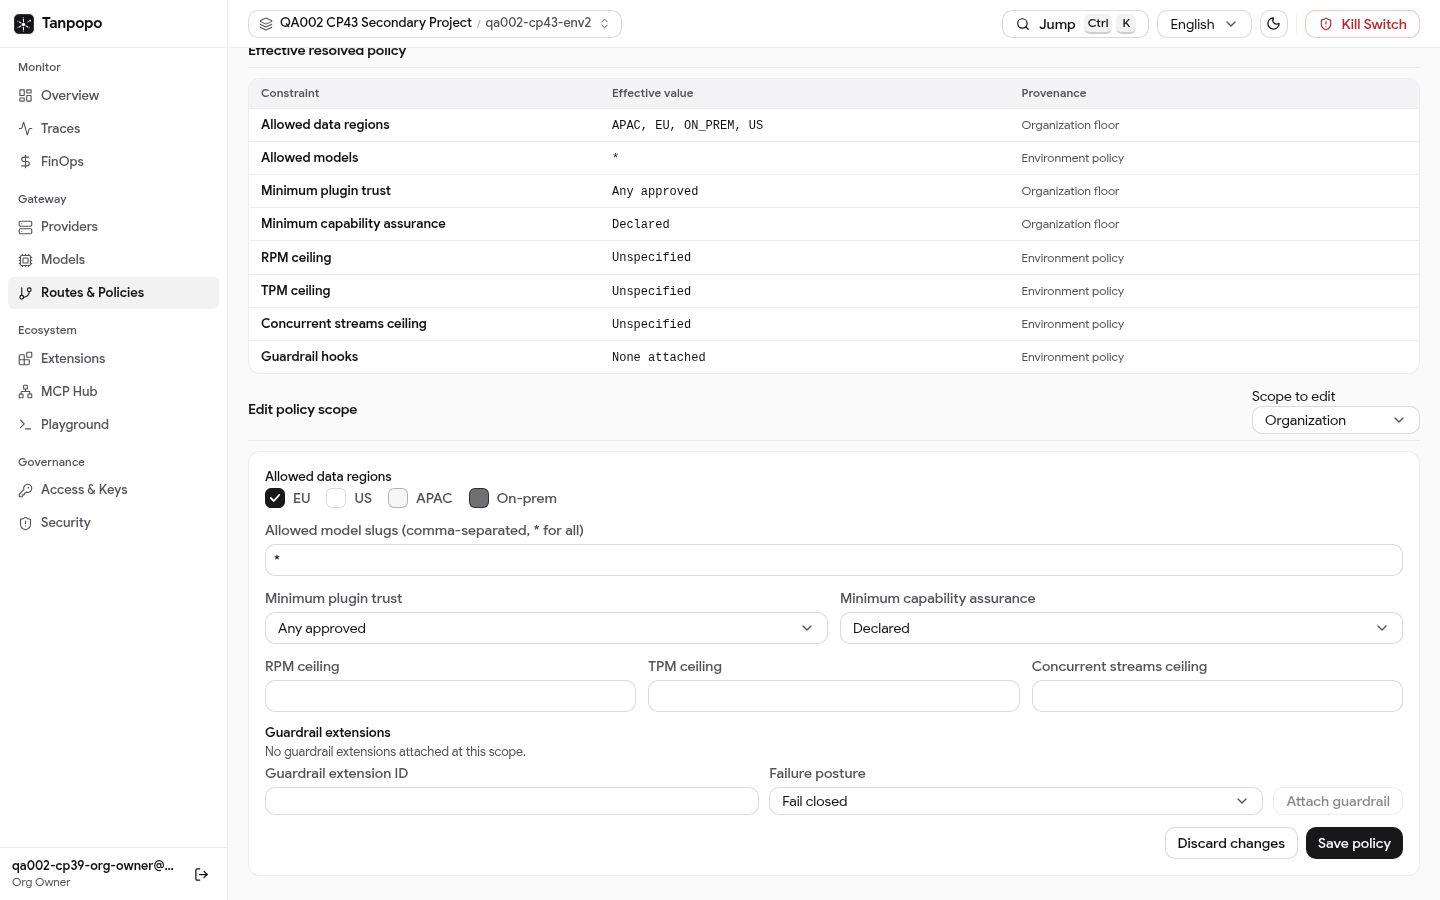 Tanpopo
QA002 CP43 Secondary Project / qa002-cp43-env2
Jump Ctrl K
English
Kill Switch
Monitor
Overview
Traces
FinOps
Gateway
Providers
Models
Routes & Policies
Ecosystem
Extensions
MCP Hub
Playground
Governance
Access & Keys
Security
qa002-cp39-org-owner@...
Org Owner
Effective resolved policy
Constraint Effective value Provenance
Allowed data regions APAC, EU, ON_PREM, US Organization floor
Allowed models * Environment policy
Minimum plugin trust Any approved Organization floor
Minimum capability assurance Declared Organization floor
RPM ceiling Unspecified Environment policy
TPM ceiling Unspecified Environment policy
Concurrent streams ceiling Unspecified Environment policy
Guardrail hooks None attached Environment policy
Edit policy scope
Scope to edit
Organization
Allowed data regions
EU US APAC On-prem
Allowed model slugs (comma-separated, * for all)
*
Minimum plugin trust Minimum capability assurance
Any approved Declared
RPM ceiling TPM ceiling Concurrent streams ceiling
Guardrail extensions
No guardrail extensions attached at this scope.
Guardrail extension ID Failure posture
Fail closed Attach guardrail
Discard changes Save policy